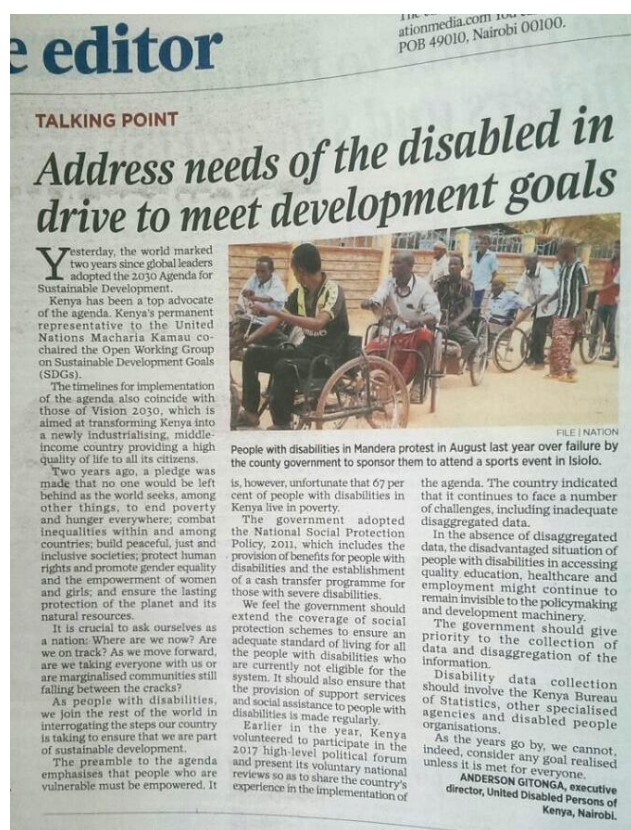 e editor
ationmedia.com You
POB 49010, Nairobi 00100.
TALKING POINT
Address needs of the disabled in
drive to meet development goals
Yesterday, the world marked
two years since global leaders
adopted the 2030 Agenda for
Sustainable Development.
Kenya has been a top advocate
of the agenda. Kenya's permanent
representative to the United
Nations Macharia Kamau co-
chaired the Open Working Group
on Sustainable Development Goals
(SDGs).
The timelines for implementation
of the agenda also coincide with
those of Vision 2030, which is
aimed at transforming Kenya into
a newly industrialising, middle-
income country providing a high
quality of life to all its citizens.
Two years ago, a pledge was
made that no one would be left
behind as the world seeks, among
other things, to end poverty
and hunger everywhere; combat
inequalities within and among
countries; build peaceful, just and
inclusive societies; protect human
rights and promote gender equality
and the empowerment of women
and girls; and ensure the lasting
protection of the planet and its
natural resources.
It is crucial to ask ourselves as
a nation: Where are we now? Are
we on track? As we move forward,
are we taking everyone with us or
are marginalised communities still
falling between the cracks?
As people with disabilities,
we join the rest of the world in
interrogating the steps our country
is taking to ensure that we are part
of sustainable development.
The preamble to the agenda
emphasises that people who are
vulnerable must be empowered. It
FILE | NATION
People with disabilities in Mandera protest in August last year over failure by
the county government to sponsor them to attend a sports event in Isiolo.
is, however, unfortunate that 67 per
cent of people with disabilities in
Kenya live in poverty.
The government adopted
the National Social Protection
Policy, 2011, which includes the
provision of benefits for people with
disabilities and the establishment
of a cash transfer programme for
those with severe disabilities.
We feel the government should
extend the coverage of social
protection schemes to ensure an
adequate standard of living for all
the people with disabilities who
are currently not eligible for the
system. It should also ensure that
the provision of support services
and social assistance to people with
disabilities is made regularly.
Earlier in the year, Kenya
volunteered to participate in the
2017 high-level political forum
and present its voluntary national
reviews so as to share the country's
experience in the implementation of
the agenda. The country indicated
that it continues to face a number
of challenges, including inadequate
disaggregated data.
In the absence of disaggregated
data, the disadvantaged situation of
people with disabilities in accessing
quality education, healthcare and
employment might continue to
remain invisible to the policymaking
and development machinery.
The government should give
priority to the collection of
data and disaggregation of the
information.
Disability data collection
should involve the Kenya Bureau
of Statistics, other specialised
agencies and disabled people
organisations.
As the years go by, we cannot,
indeed, consider any goal realised
unless it is met for everyone.
ANDERSON GITONGA, executive
director, United Disabled Persons of
Kenya, Nairobi.